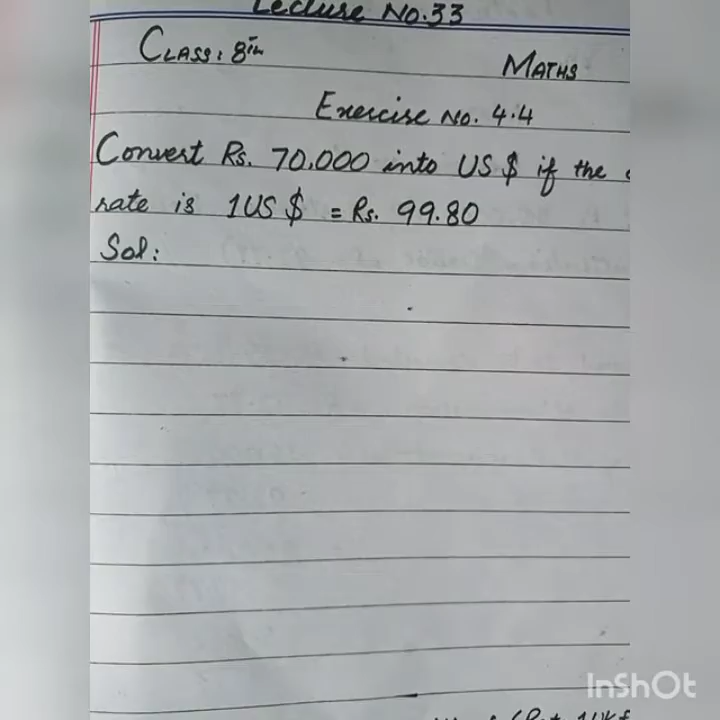 Lecture No.33
CLASS: 8th
MATHS
Exercise No. 4.4
Convert Rs. 70,000 into US $ if the
rate is 1US $ = Rs. 99.80
Sol:
InShOt